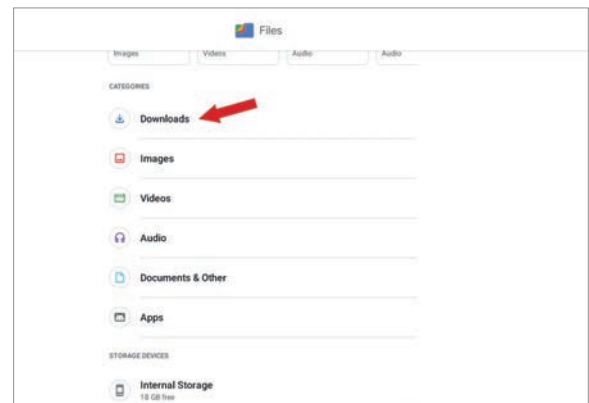 Files
Images
Videos
Audio
Audio
CATEGORIES
Downloads
Images
Videos
Audio
Documents & Other
Apps
STORAGE DEVICES
Internal Storage
18 GB free